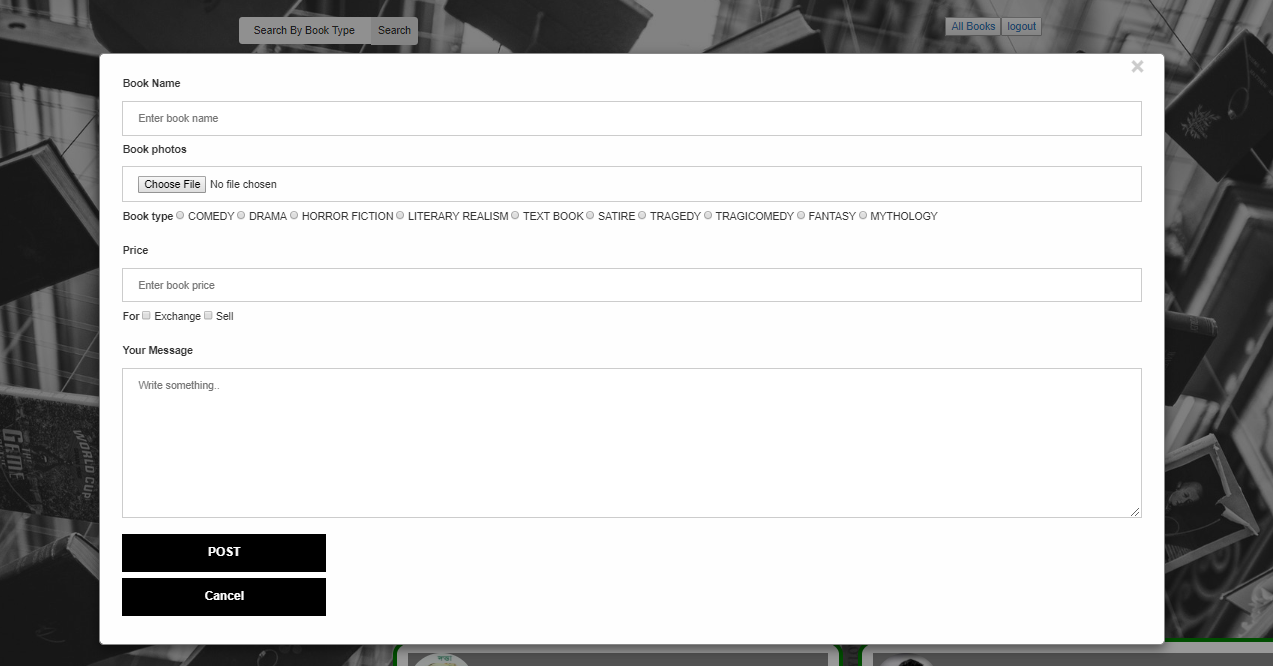 Search By Book Type Search All Books logout
×
Book Name
Enter book name
Book photos
Choose File No file chosen
Book type COMEDY DRAMA HORROR FICTION LITERARY REALISM TEXT BOOK SATIRE TRAGEDY TRAGICOMEDY FANTASY MYTHOLOGY
Price
Enter book price
For Exchange Sell
Your Message
Write something..
THE
GAME
WORLD CUP
POST
Cancel